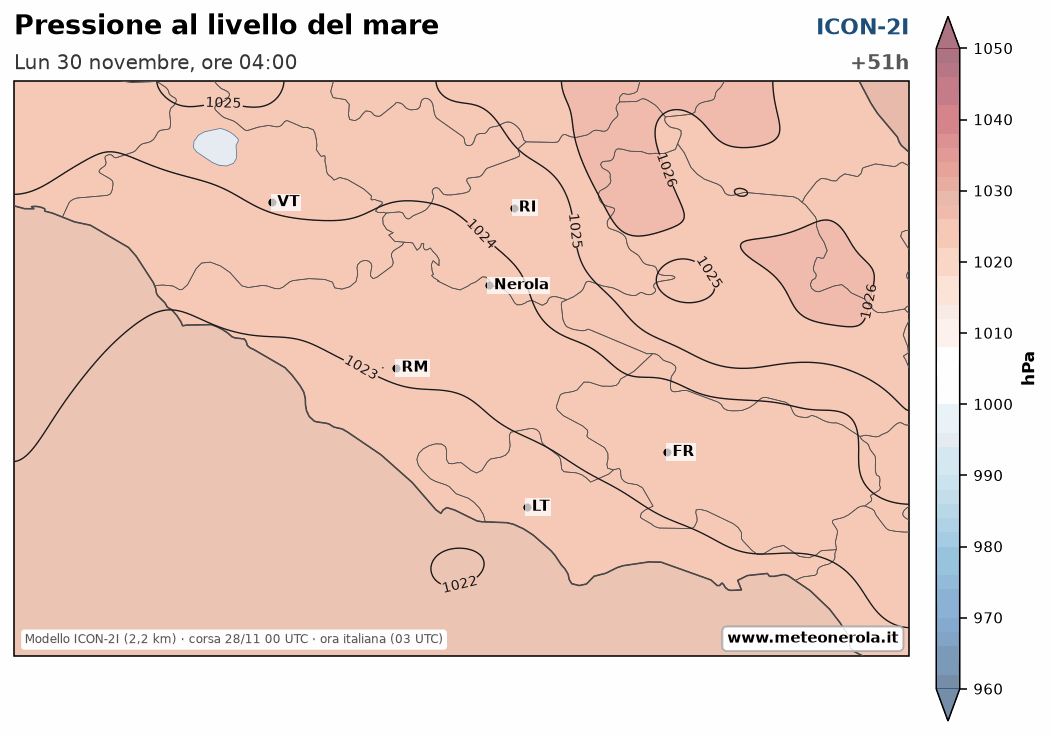 Pressione al livello del mare
ICON-2I
Lun 30 novembre, ore 04:00
+51h
1025
VT
RI
1026
1024
1025
1025
Nerola
1026
1023
RM
FR
LT
1022
Modello ICON-2I (2,2 km) · corsa 28/11 00 UTC · ora italiana (03 UTC)
www.meteonerola.it
1050
1040
1030
1020
1010
1000
990
980
970
960
hPa